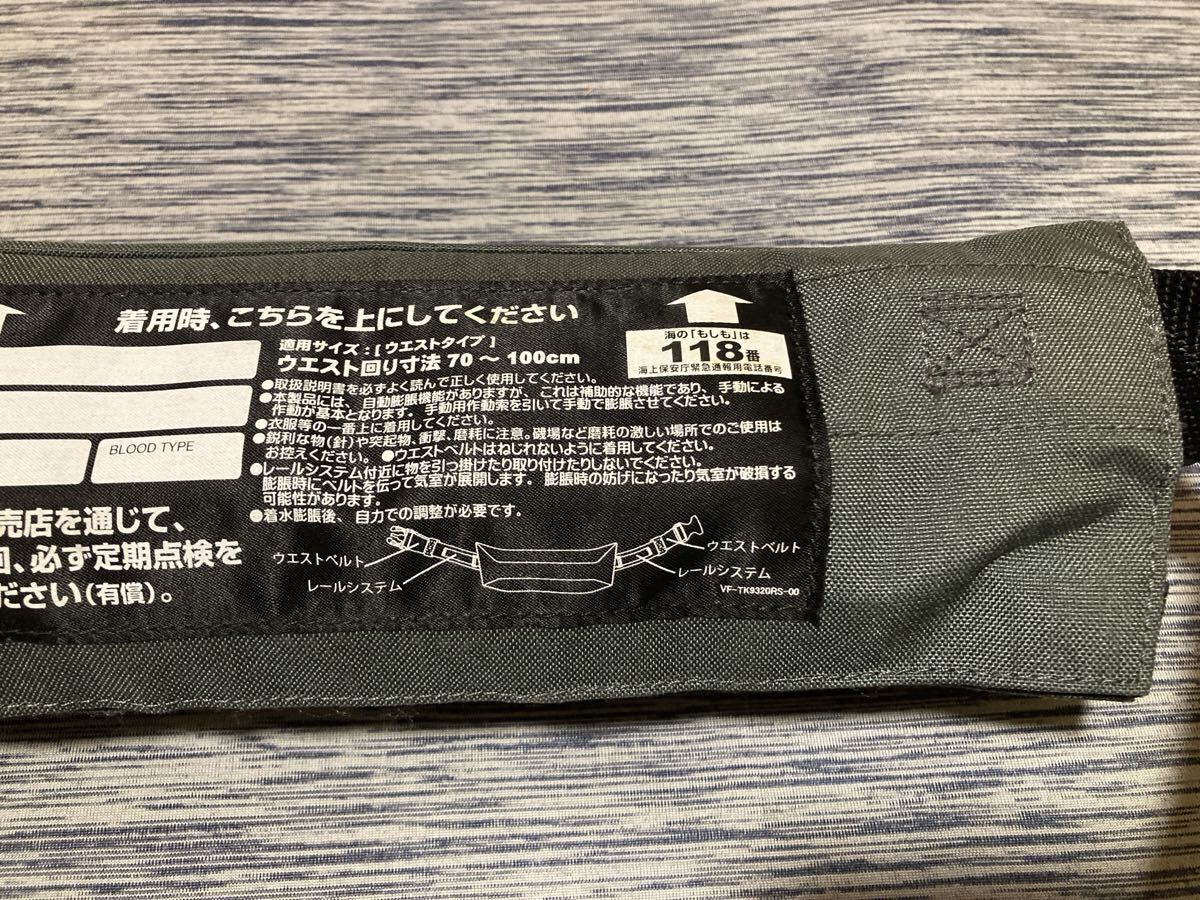 着用時、こちらを上にしてください
適用サイズ：[ ウエストタイプ ]
ウエスト回り寸法 70 〜 100cm
海の「もしも」は
118番
海上保安庁緊急通報用電話番号
●取扱説明書を必ずよく読んで正しく使用してください。
●本製品には、自動膨脹機能がありますが、これは補助的な機能であり、手動による
作動が基本となります。手動用作動索を引いて手動で膨脹させてください。
●衣服等の一番上に着用してください。
●鋭利な物（針）や突起物、衝撃、磨耗に注意。磯場など磨耗の激しい場所でのご使用は
お控えください。 ●ウエストベルトはねじれないように着用してください。
●レールシステム付近に物を引っ掛けたり取り付けたりしないでください。
膨脹時にベルトを伝って気室が展開します。膨脹時の妨げになったり気室が破損する
可能性があります。
●着水膨脹後、自力での調整が必要です。
BLOOD TYPE
売店を通じて、
回、必ず定期点検を
ださい（有償）。
ウエストベルト
レールシステム
ウエストベルト
レールシステム
VF-TK9320RS-00